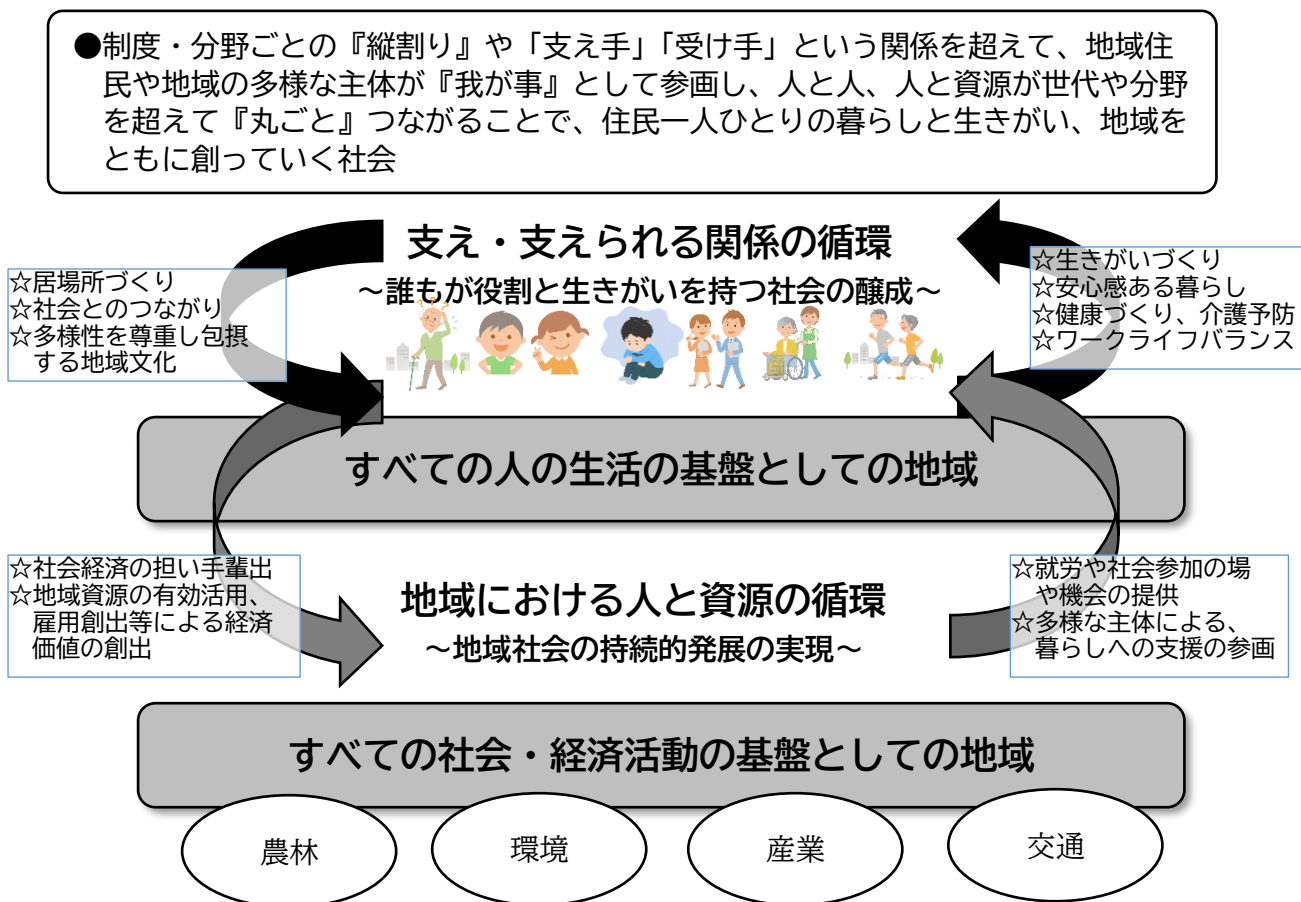 ●制度・分野ごとの『縦割り』や「支え手」「受け手」という関係を超えて、地域住
民や地域の多様な主体が『我が事』として参画し、人と人、人と資源が世代や分野
を超えて『丸ごと』つながることで、住民一人ひとりの暮らしと生きがい、地域を
ともに創っていく社会
支え・支えられる関係の循環
～誰もが役割と生きがいを持つ社会の醸成～
☆居場所づくり
☆社会とのつながり
☆多様性を尊重し包摂
する地域文化
☆生きがいづくり
☆安心感ある暮らし
☆健康づくり、介護予防
☆ワークライフバランス
すべての人の生活の基盤としての地域
☆社会経済の担い手輩出
☆地域資源の有効活用、
雇用創出等による経済
価値の創出
地域における人と資源の循環
～地域社会の持続的発展の実現～
☆就労や社会参加の場
や機会の提供
☆多様な主体による、
暮らしへの支援の参画
すべての社会・経済活動の基盤としての地域
農林
環境
産業
交通